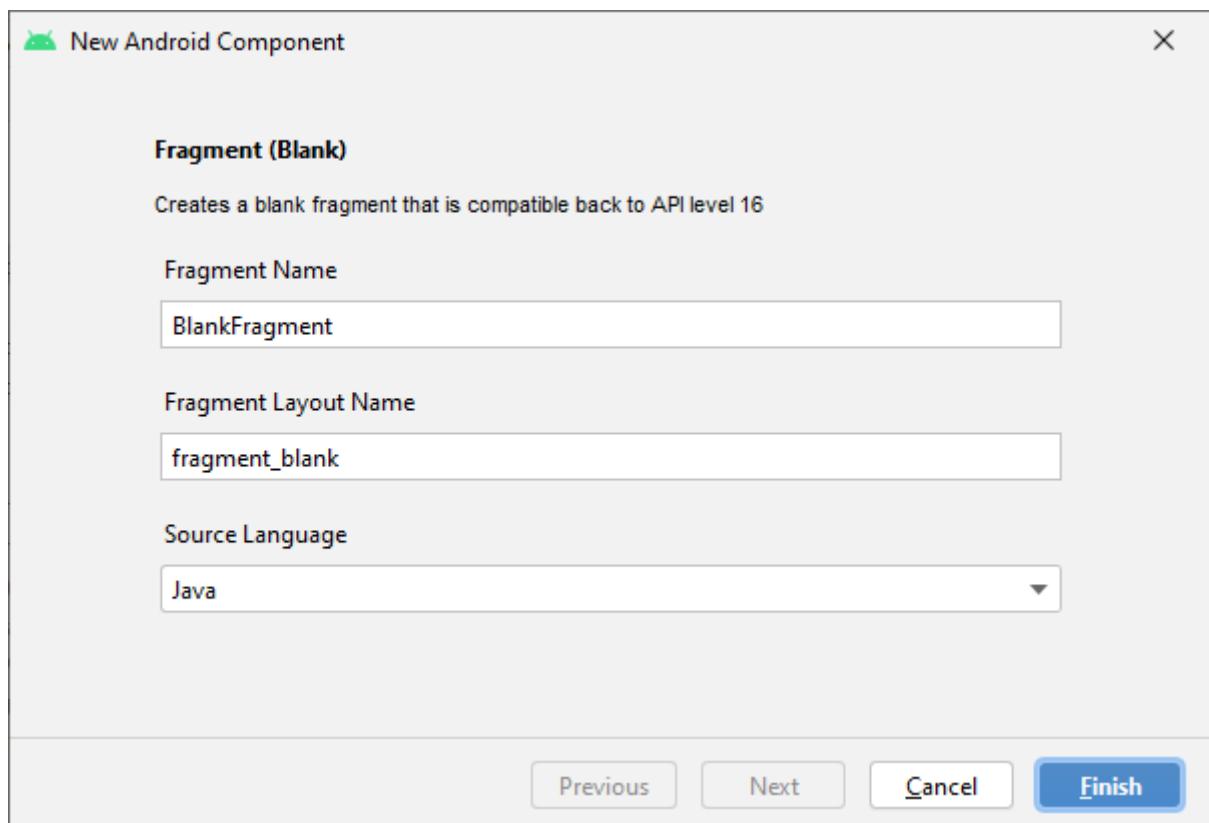 New Android Component
Fragment (Blank)
Creates a blank fragment that is compatible back to API level 16
Fragment Name
BlankFragment
Fragment Layout Name
fragment_blank
Source Language
Java
Previous
Next
Cancel
Finish